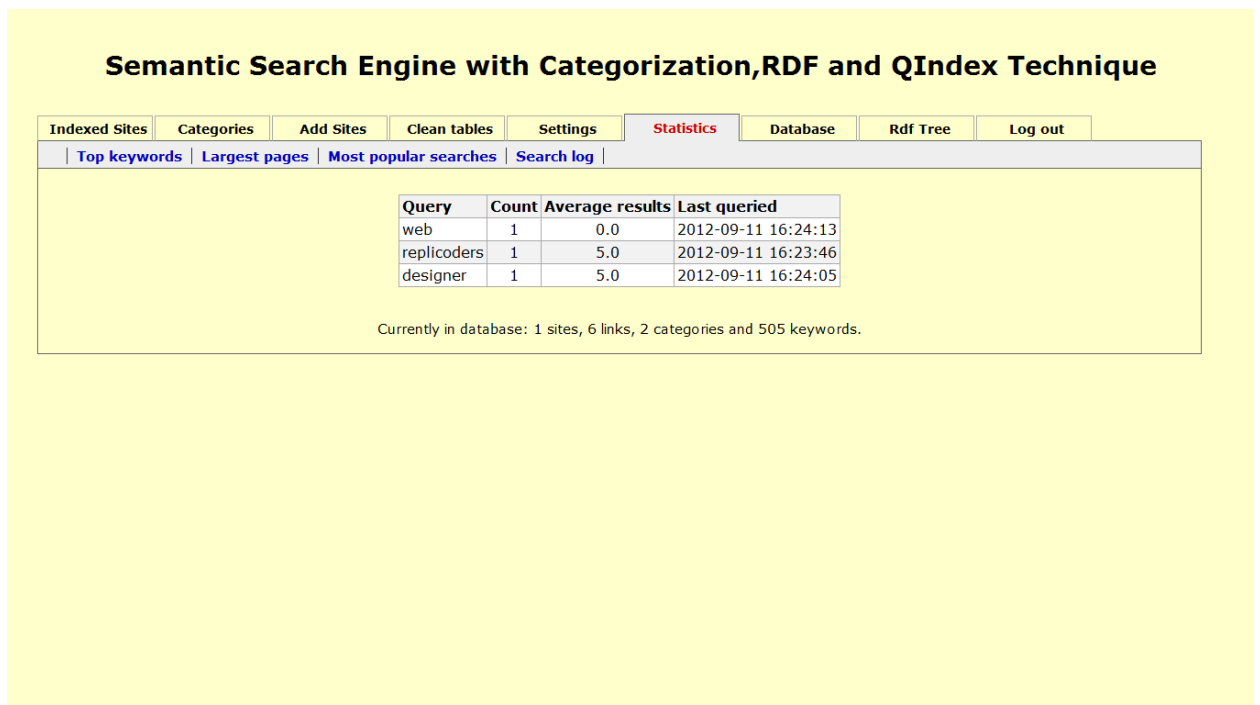 Semantic Search Engine with Categorization,RDF and QIndex Technique
Indexed Sites Categories Add Sites Clean tables Settings Statistics Database Rdf Tree Log out
| Top keywords | Largest pages | Most popular searches | Search log |
Query Count Average results Last queried
web 1 0.0 2012-09-11 16:24:13
replicoders 1 5.0 2012-09-11 16:23:46
designer 1 5.0 2012-09-11 16:24:05
Currently in database: 1 sites, 6 links, 2 categories and 505 keywords.